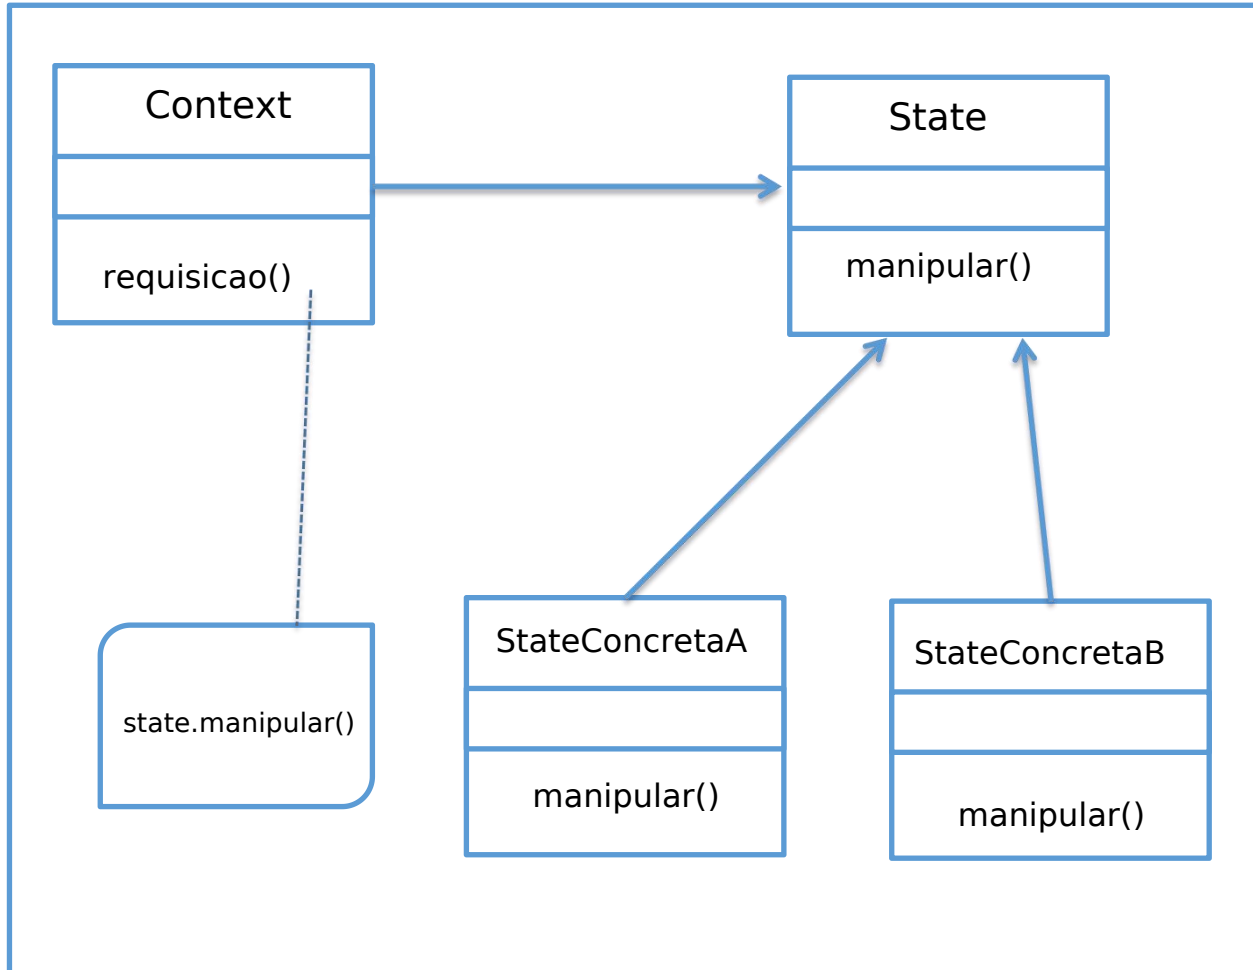 Context
requisicao()
State
manipular()
state.manipular()
StateConcretaA
manipular()
StateConcretaB
manipular()